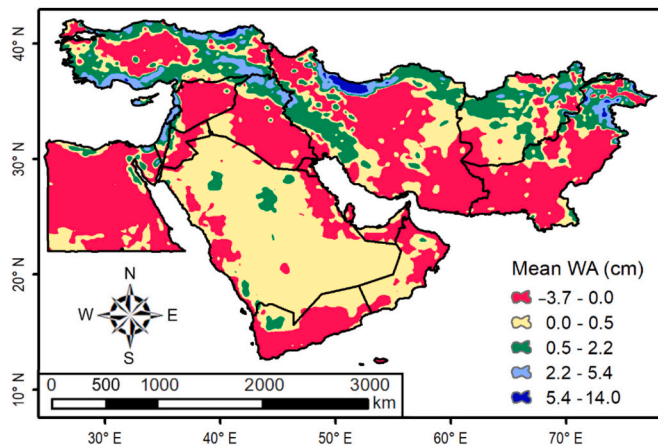 40° N
30° N
20° N
10° N
N
W E
S
Mean WA (cm)
−3.7 - 0.0
0.0 - 0.5
0.5 - 2.2
2.2 - 5.4
5.4 - 14.0
0 500 1000 2000 3000
km
30° E 40° E 50° E 60° E 70° E